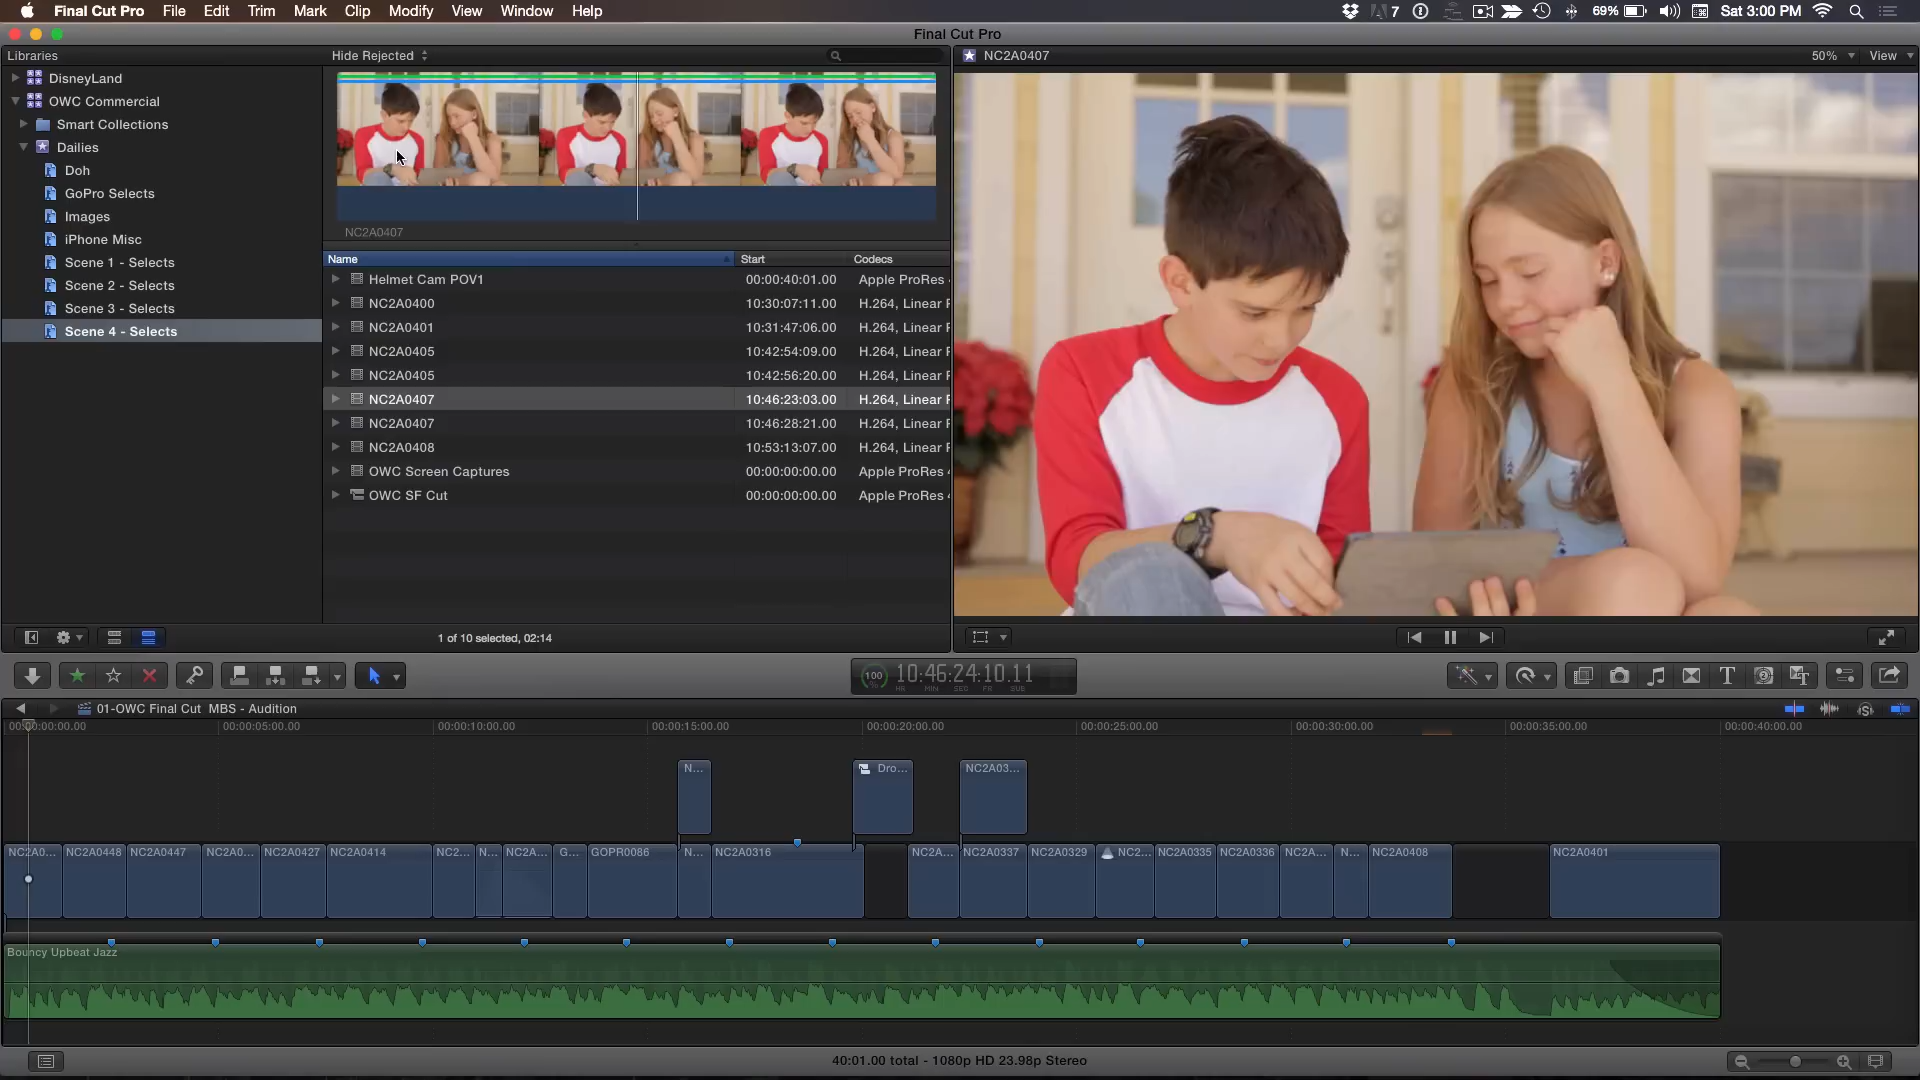 Final Cut Pro File Edit Trim Mark Clip Modify View Window Help 7 69% Sat 3:00 PM
Final Cut Pro
Libraries Hide Rejected NC2A0407 50% View
DisneyLand
OWC Commercial
Smart Collections
Dailies
Doh
GoPro Selects
Images
iPhone Misc
Scene 1 - Selects
Scene 2 - Selects
Scene 3 - Selects
Scene 4 - Selects
NC2A0407
Name Start Codecs
Helmet Cam POV1 00:00:40:01.00 Apple ProRes
NC2A0400 10:30:07:11.00 H.264, Linear
NC2A0401 10:31:47:06.00 H.264, Linear
NC2A0405 10:42:54:09.00 H.264, Linear
NC2A0405 10:42:56:20.00 H.264, Linear
NC2A0407 10:46:23:03.00 H.264, Linear
NC2A0407 10:46:28:21.00 H.264, Linear
NC2A0408 10:53:13:07.00 H.264, Linear
OWC Screen Captures 00:00:00:00.00 Apple ProRes
OWC SF Cut 00:00:00:00.00 Apple ProRes
1 of 10 selected, 02:14
100 % 10:46:24:10.11
HR MIN SEC FR SUB
01-OWC Final Cut MBS - Audition
00:00:00:00.00 00:00:05:00.00 00:00:10:00.00 00:00:15:00.00 00:00:20:00.00 00:00:25:00.00 00:00:30:00.00 00:00:35:00.00 00:00:40:00.00
N... Dro... NC2A03...
NC2A0... NC2A0448 NC2A0447 NC2A0... NC2A0427 NC2A0414 NC2... N... NC2A... G... GOPR0086 N... NC2A0316 NC2A... NC2A0337 NC2A0329 NC2... NC2A0335 NC2A0336 NC2A... N... NC2A0408 NC2A0401
Bouncy Upbeat Jazz
40:01.00 total - 1080p HD 23.98p Stereo